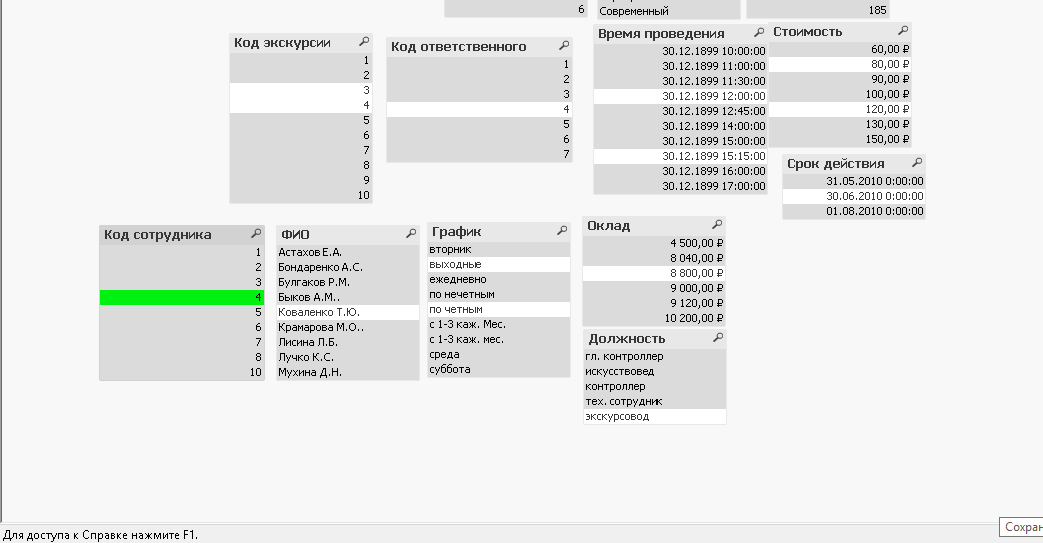 6
Современный
185
Код экскурсии
1
2
3
4
5
6
7
8
9
10
Код ответственного
1
2
3
4
5
6
7
Время проведения
30.12.1899 10:00:00
30.12.1899 11:00:00
30.12.1899 11:30:00
30.12.1899 12:00:00
30.12.1899 12:45:00
30.12.1899 14:00:00
30.12.1899 15:00:00
30.12.1899 15:15:00
30.12.1899 16:00:00
30.12.1899 17:00:00
Стоимость
60,00 ₽
80,00 ₽
90,00 ₽
100,00 ₽
120,00 ₽
130,00 ₽
150,00 ₽
Срок действия
31.05.2010 0:00:00
30.06.2010 0:00:00
01.08.2010 0:00:00
Код сотрудника
1
2
3
4
5
6
7
8
10
ФИО
Астахов Е.А.
Бондаренко А.С.
Булгаков Р.М.
Быков А.М..
Коваленко Т.Ю.
Крамарова М.О..
Лисина Л.Б.
Лучко К.С.
Мухина Д.Н.
График
вторник
выходные
ежедневно
по нечетным
по четным
с 1-3 каж. Мес.
с 1-3 каж. мес.
среда
суббота
Оклад
4 500,00 ₽
8 040,00 ₽
8 800,00 ₽
9 000,00 ₽
9 120,00 ₽
10 200,00 ₽
Должность
гл. контроллер
искусствовед
контроллер
тех. сотрудник
экскурсовод
Сохран
Для доступа к Справке нажмите F1.